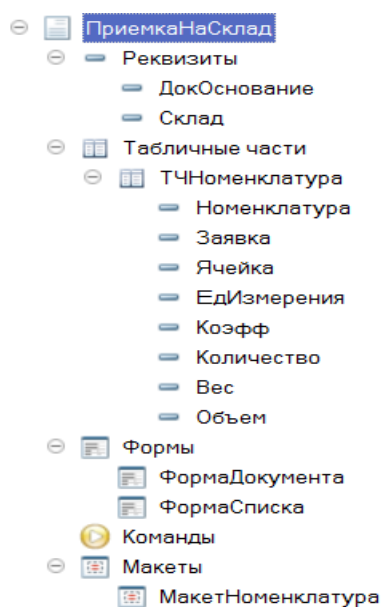 ПриемкаНаСклад
Реквизиты
ДокОснование
Склад
Табличные части
ТЧНоменклатура
Номенклатура
Заявка
Ячейка
ЕдИзмерения
Коэфф
Количество
Вес
Объем
Формы
ФормаДокумента
ФормаСписка
Команды
Макеты
МакетНоменклатура